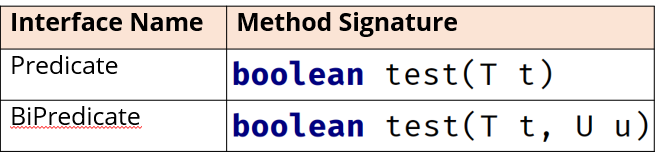 Interface Name Method Signature
Predicate boolean test(T t)
BiPredicate boolean test(T t, U u)